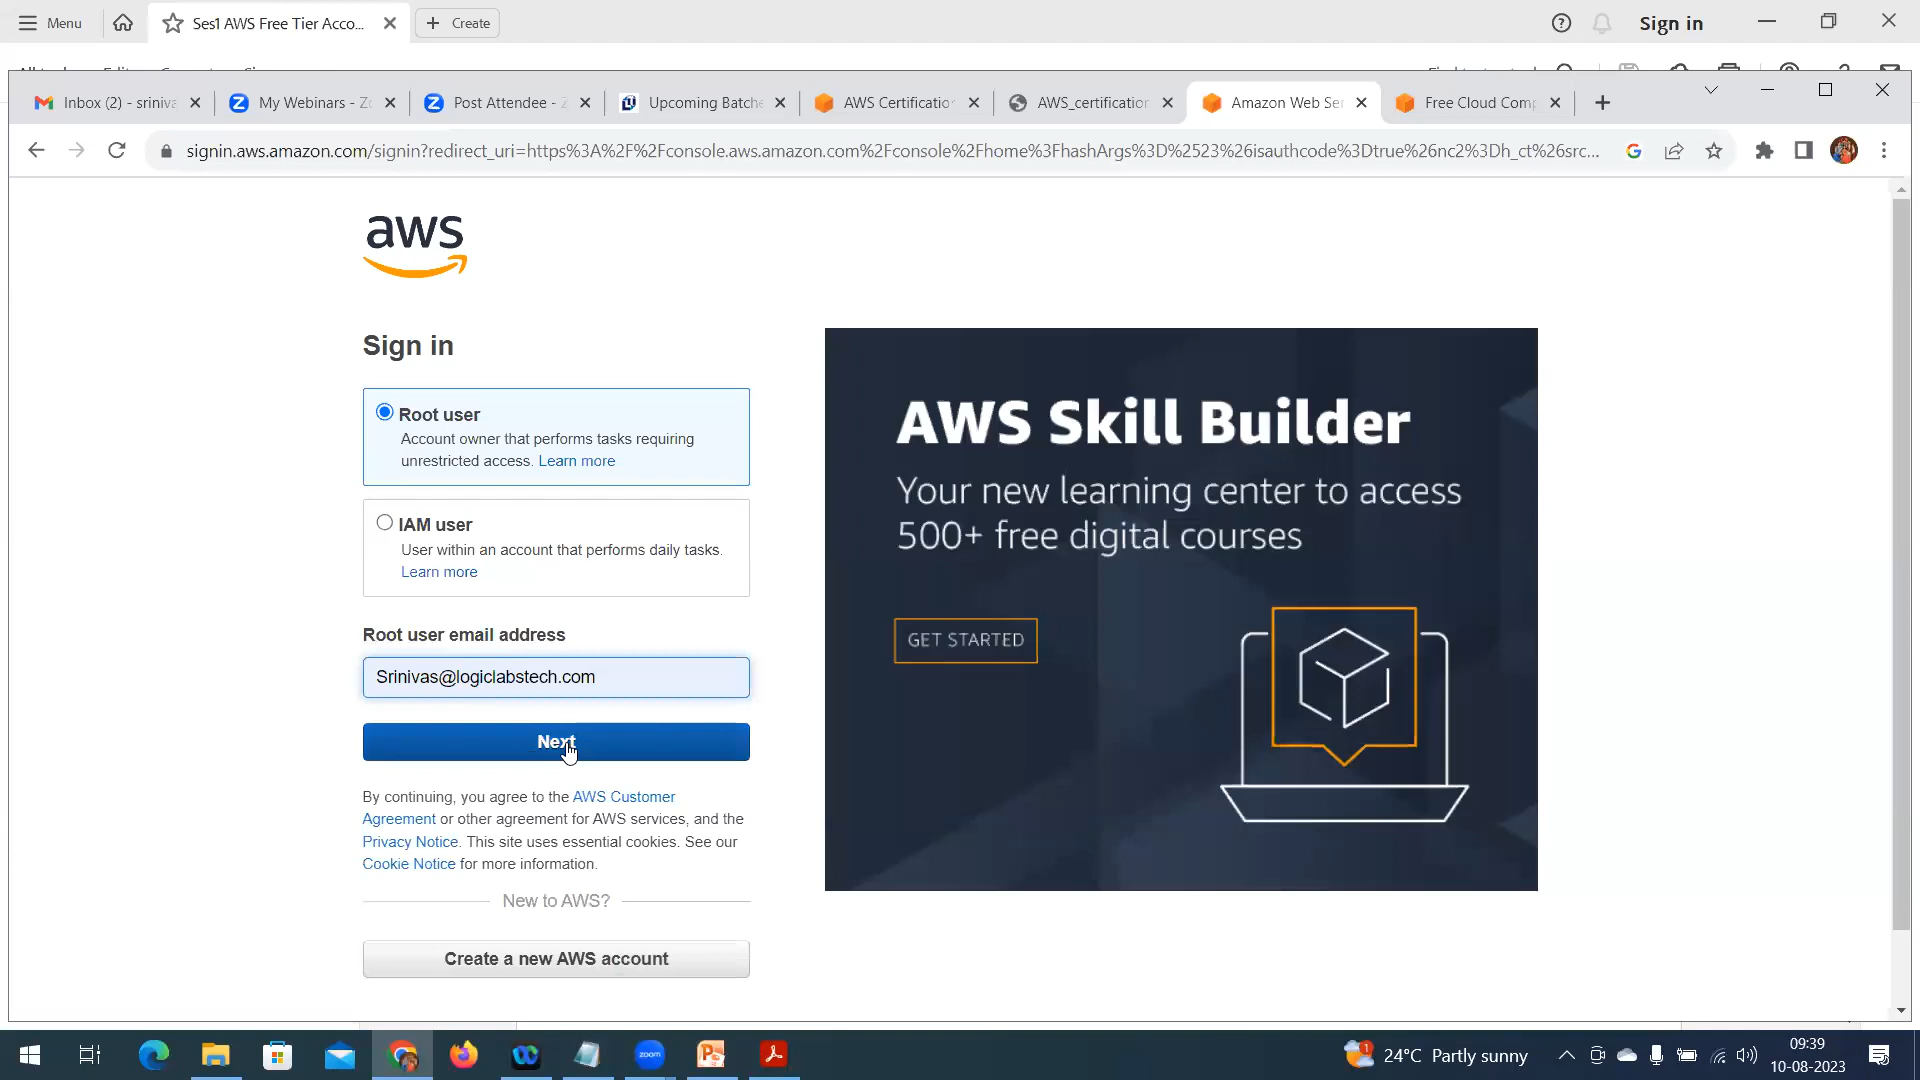 Menu
Ses1 AWS Free Tier Acco...
Create
Sign in
Inbox (2) - sriniva
My Webinars - Zo
Post Attendee - Z
Upcoming Batche
AWS Certificatio
AWS_certification
Amazon Web Ser
Free Cloud Comp
signin.aws.amazon.com/signin?redirect_uri=https%3A%2F%2Fconsole.aws.amazon.com%2Fconsole%2Fhome%3FhashArgs%3D%2523%26isauthcode%3Dtrue%26nc2%3Dh_ct%26src...
aws
Sign in
Root user
Account owner that performs tasks requiring
unrestricted access. Learn more
IAM user
User within an account that performs daily tasks.
Learn more
Root user email address
Srinivas@logiclabstech.com
Next
By continuing, you agree to the AWS Customer
Agreement or other agreement for AWS services, and the
Privacy Notice. This site uses essential cookies. See our
Cookie Notice for more information.
New to AWS?
Create a new AWS account
AWS Skill Builder
Your new learning center to access
500+ free digital courses
GET STARTED
zoom
1
24°C Partly sunny
09:39
10-08-2023